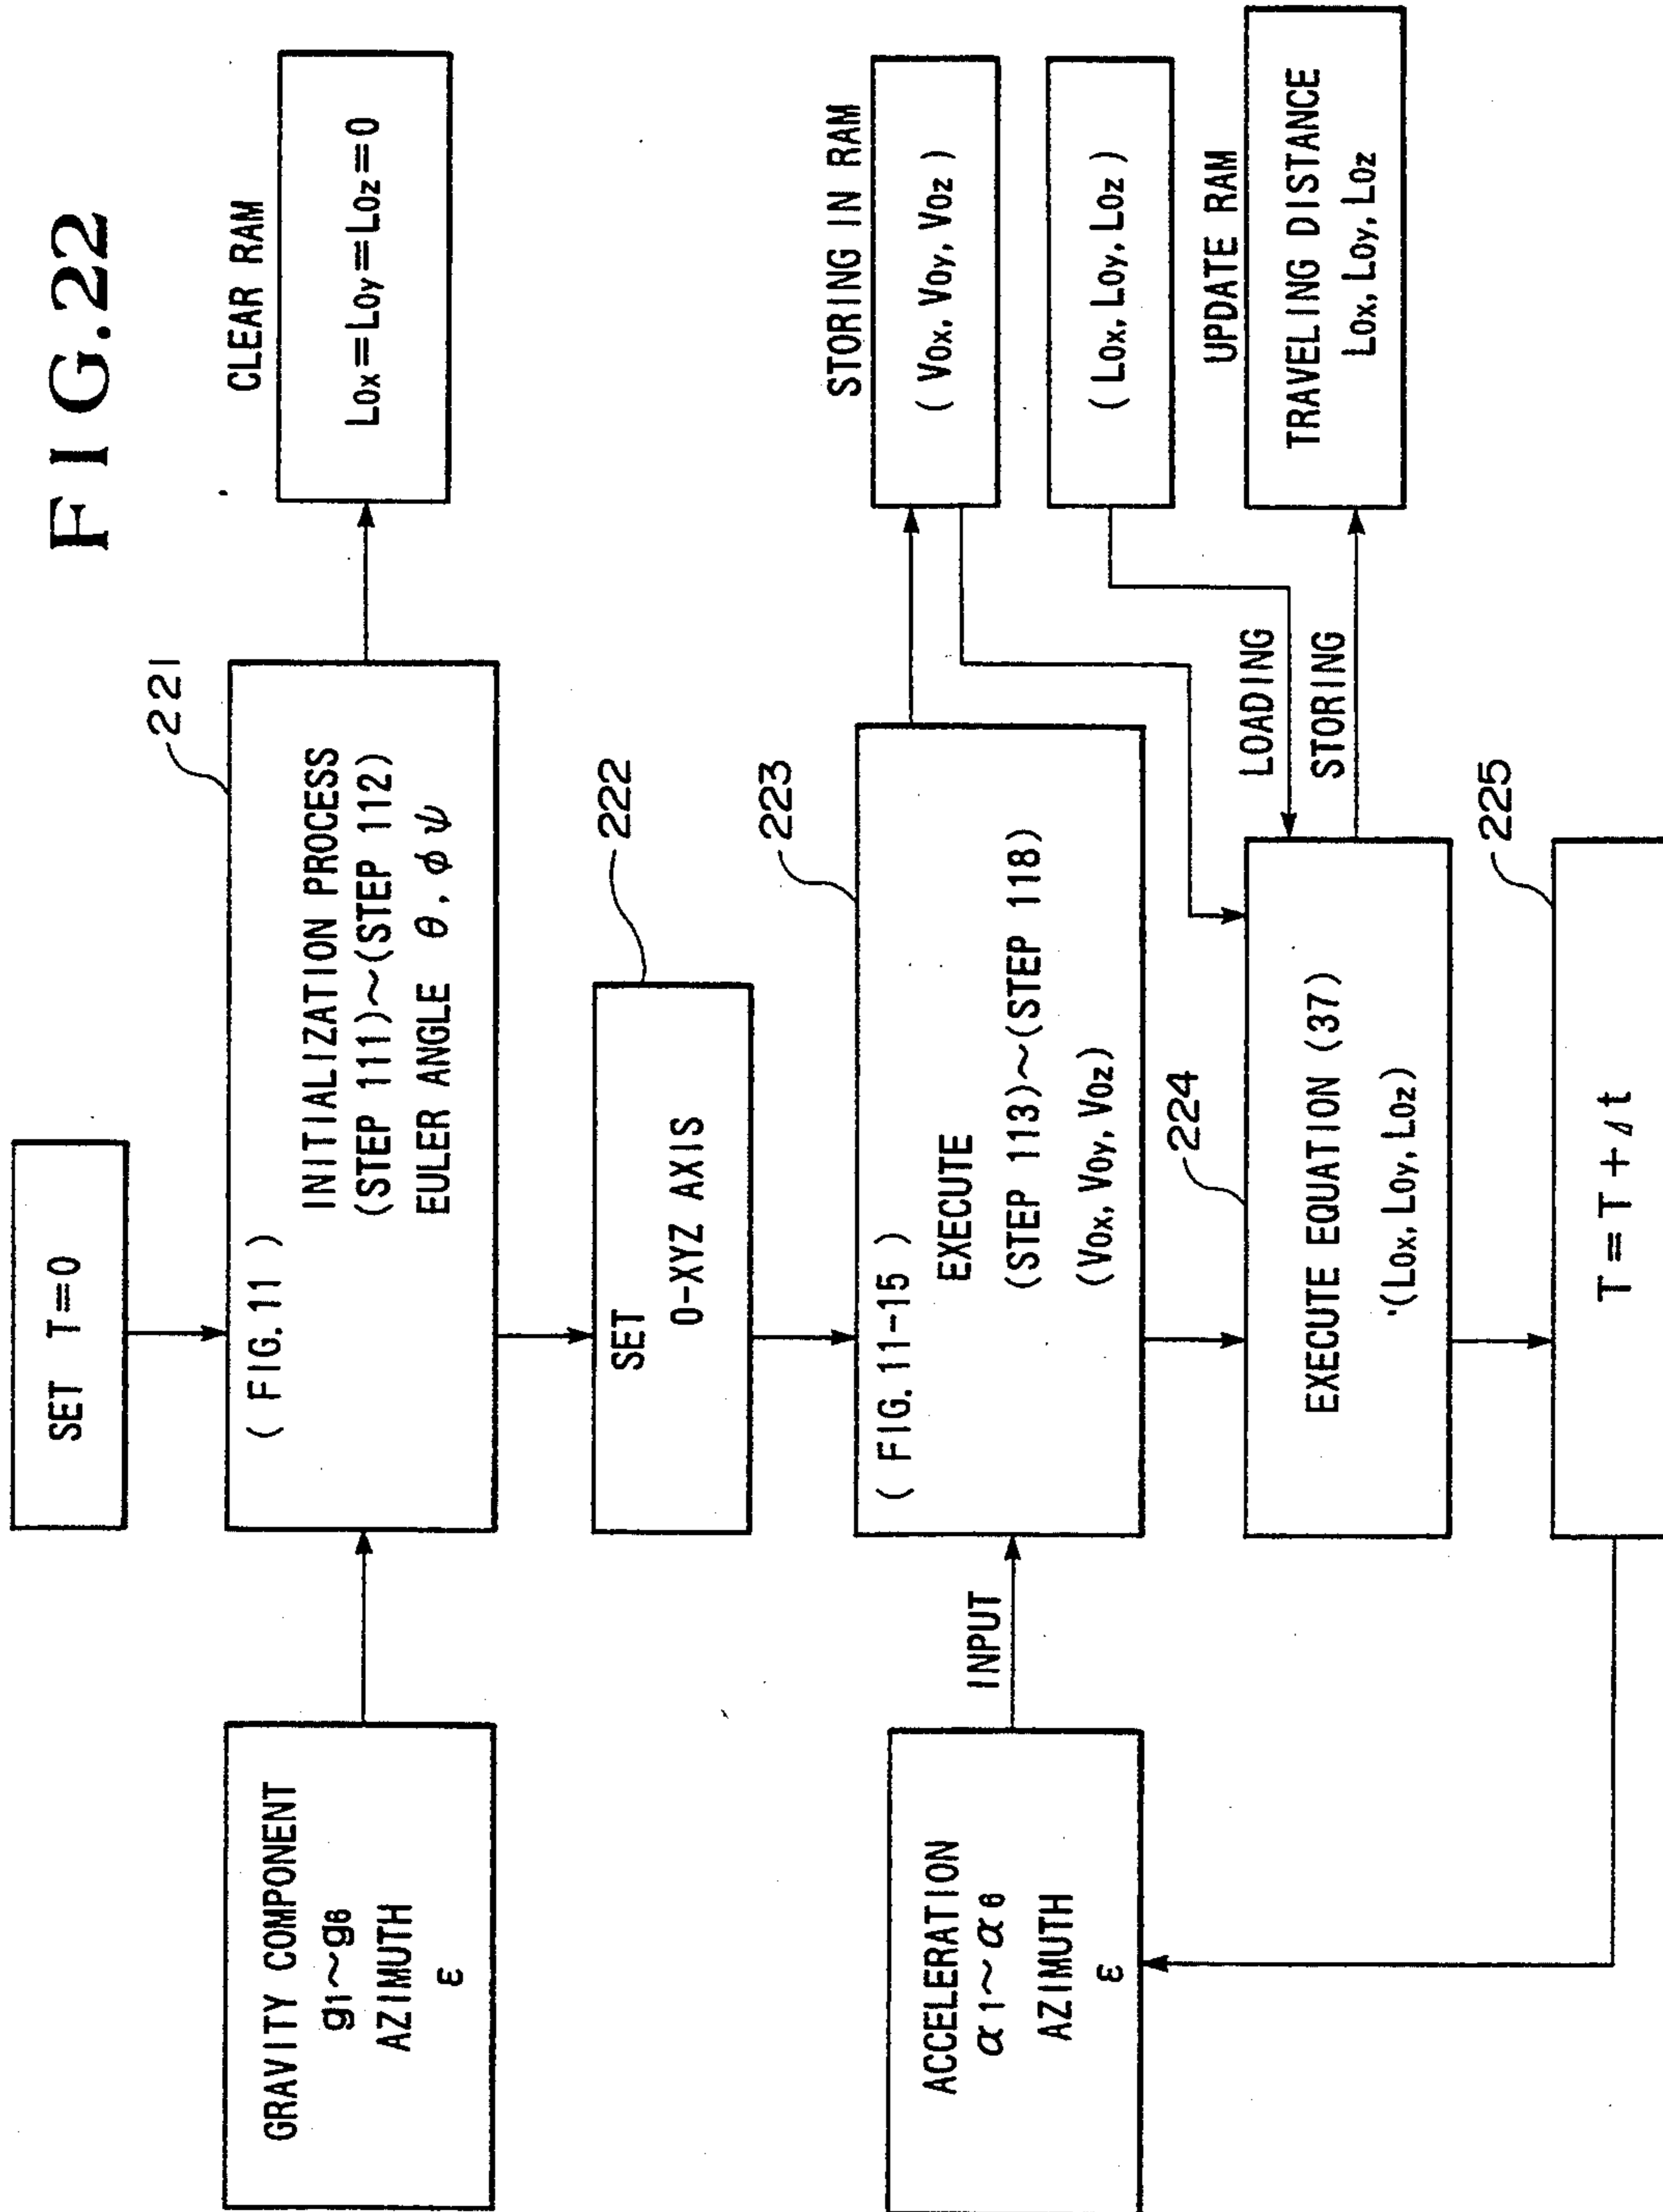 FIG.22
SET T=0
GRAVITY COMPONENT
g1~g6
AZIMUTH
ε
( FIG.11 )
INITIALIZATION PROCESS
(STEP 111)~(STEP 112)
EULER ANGLE θ, φ ψ
221
CLEAR RAM
L0x=L0y=L0z=0
SET
O-XYZ AXIS
222
ACCELERATION
α1~α6
AZIMUTH
ε
INPUT
( FIG.11-15 )
EXECUTE
(STEP 113)~(STEP 118)
(V0x, V0y, V0z)
223
STORING IN RAM
( V0x, V0y, V0z )
( L0x, L0y, L0z )
EXECUTE EQUATION (37)
(L0x, L0y, L0z)
224
LOADING
STORING
UPDATE RAM
TRAVELING DISTANCE
L0x, L0y, L0z
T=T+Δt
225